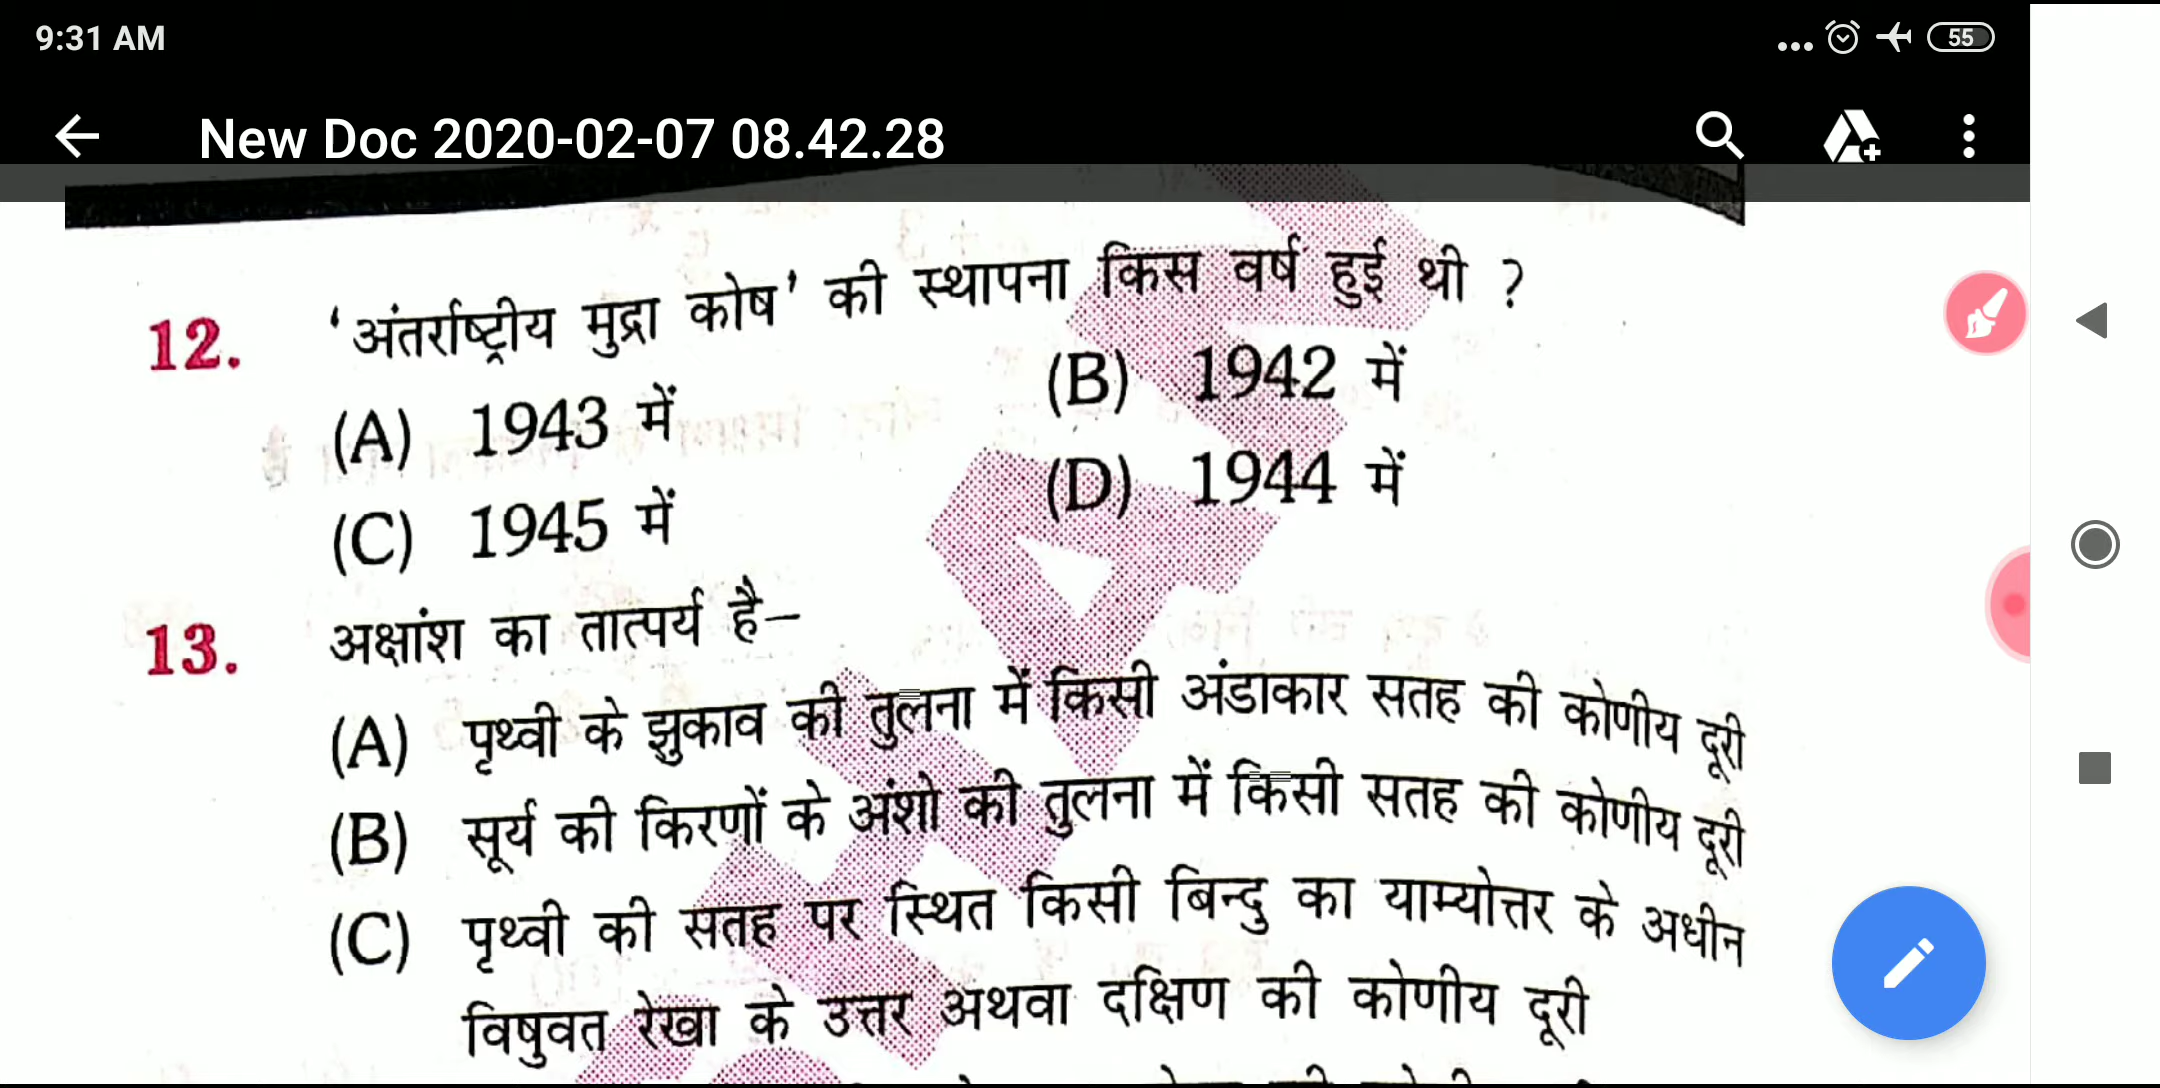 9:31 AM
55
New Doc 2020-02-07 08.42.28
12. 'अंतर्राष्ट्रीय मुद्रा कोष' की स्थापना किस वर्ष हुई थी ?
(A) 1943 में (B) 1942 में
(C) 1945 में (D) 1944 में
13. अक्षांश का तात्पर्य है–
(A) पृथ्वी के झुकाव की तुलना में किसी अंडाकार सतह की कोणीय दूरी
(B) सूर्य की किरणों के अंशो की तुलना में किसी सतह की कोणीय दूरी
(C) पृथ्वी की सतह पर स्थित किसी बिन्दु का याम्योत्तर के अधीन
विषुवत रेखा के उत्तर अथवा दक्षिण की कोणीय दूरी